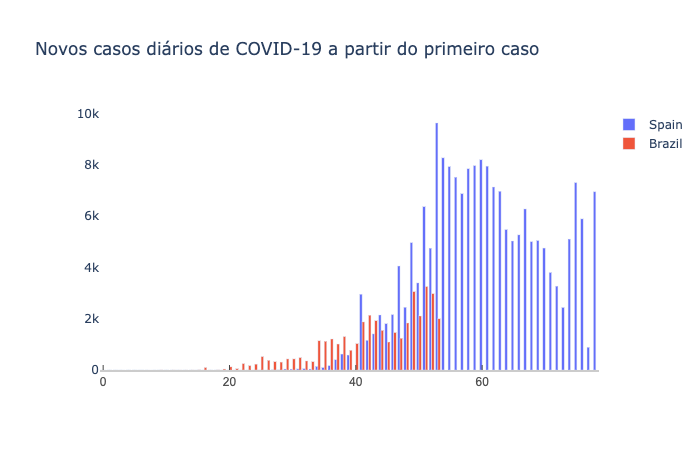 Novos casos diários de COVID-19 a partir do primeiro caso
10k
8k
6k
4k
2k
0
0
20
40
60
Spain
Brazil